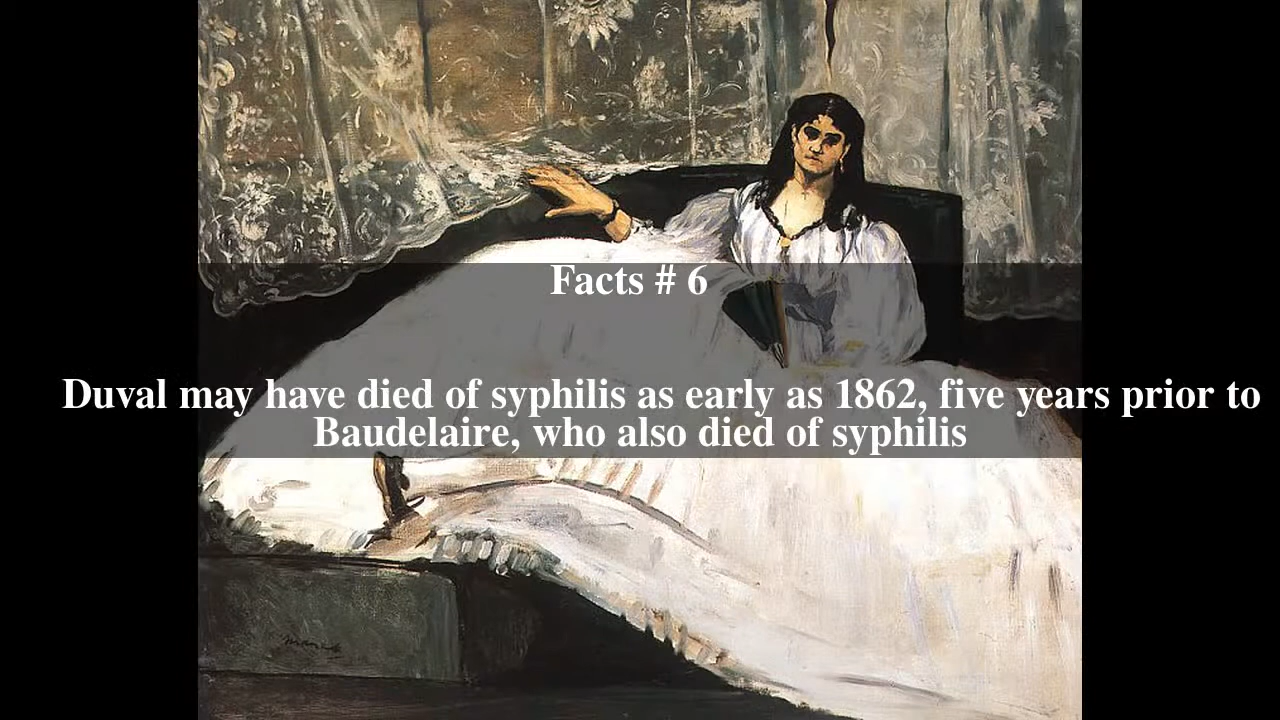 Facts # 6
Duval may have died of syphilis as early as 1862, five years prior to
Baudelaire, who also died of syphilis